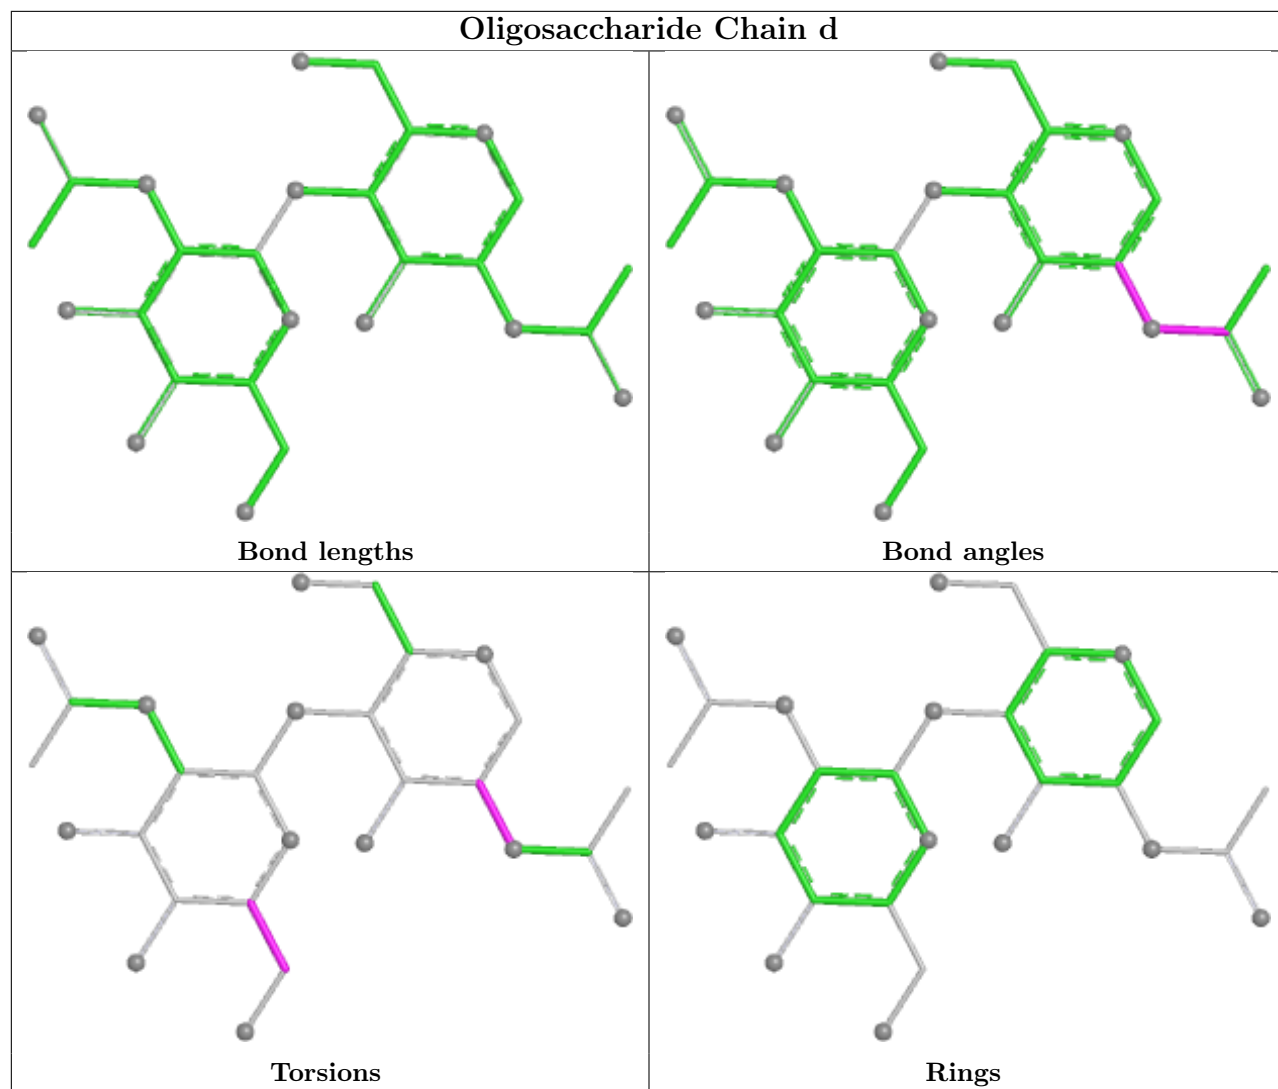 Oligosaccharide Chain d
Bond lengths
Bond angles
Torsions
Rings